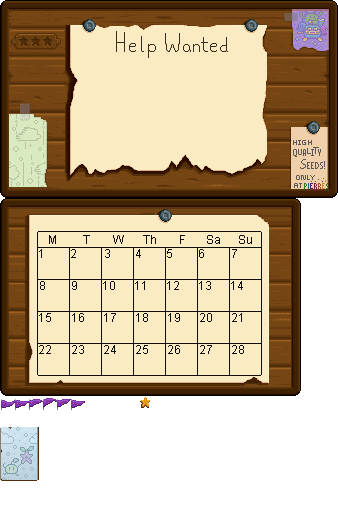 Help Wanted
HIGH
QUALITY
SEEDS!
ONLY
AT PIERRE'S
M T W Th F Sa Su
1 2 3 4 5 6 7
8 9 10 11 12 13 14
15 16 17 18 19 20 21
22 23 24 25 26 27 28